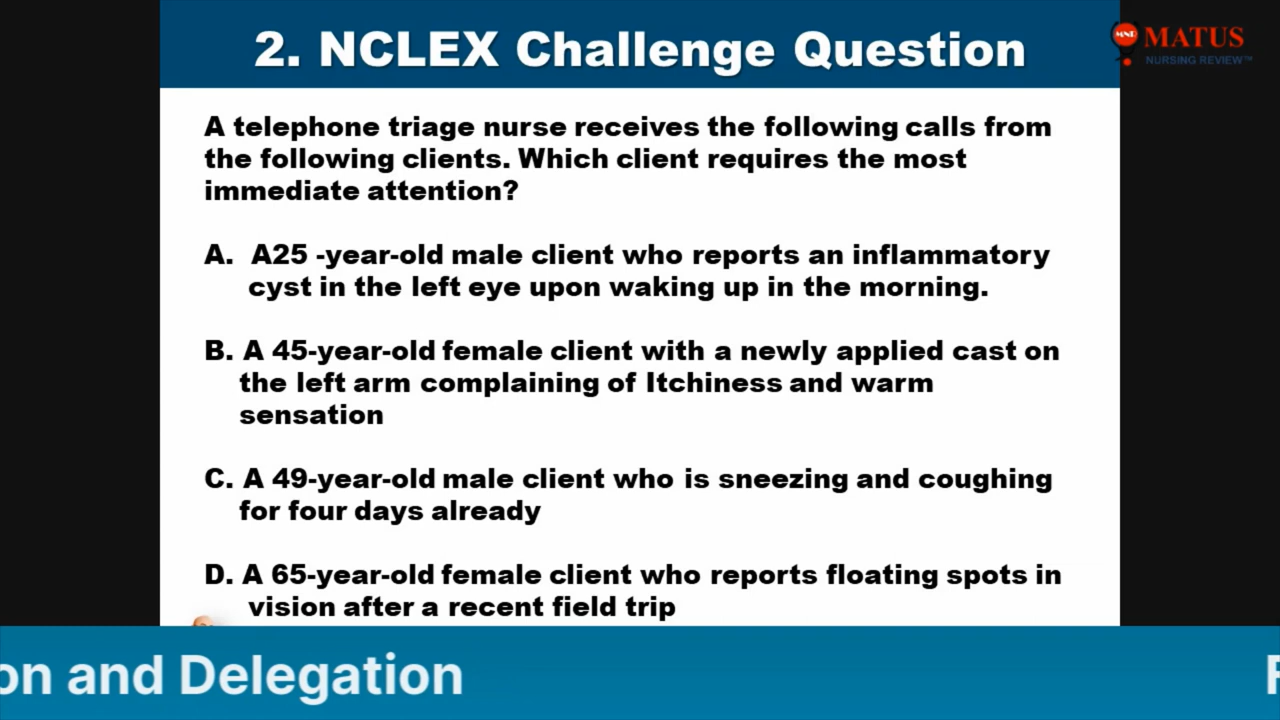 2. NCLEX Challenge Question
MNR MATUS
NURSING REVIEW™
A telephone triage nurse receives the following calls from
the following clients. Which client requires the most
immediate attention?
A. A25 -year-old male client who reports an inflammatory
cyst in the left eye upon waking up in the morning.
B. A 45-year-old female client with a newly applied cast on
the left arm complaining of Itchiness and warm
sensation
C. A 49-year-old male client who is sneezing and coughing
for four days already
D. A 65-year-old female client who reports floating spots in
vision after a recent field trip
on and Delegation